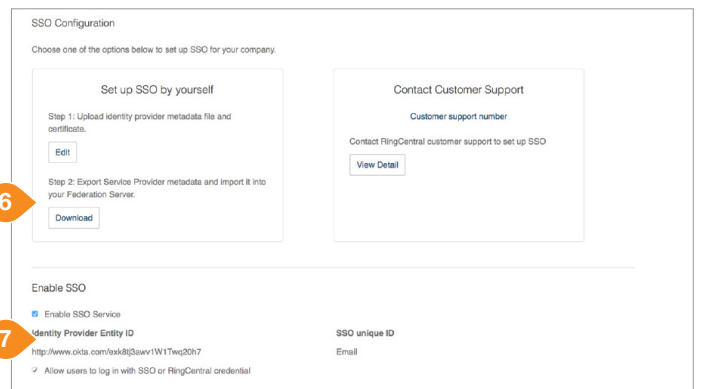 SSO Configuration
Choose one of the options below to set up SSO for your company.
Set up SSO by yourself
Step 1: Upload identity provider metadata file and
certificate.
Edit
Step 2: Export Service Provider metadata and import it into
your Federation Server.
Download
6
Contact Customer Support
Customer support number
Contact RingCentral customer support to set up SSO
View Detail
Enable SSO
Enable SSO Service
7
Identity Provider Entity ID
http://www.okta.com/exk8tj3awv1W1Twq20h7
SSO unique ID
Email
Allow users to log in with SSO or RingCentral credential